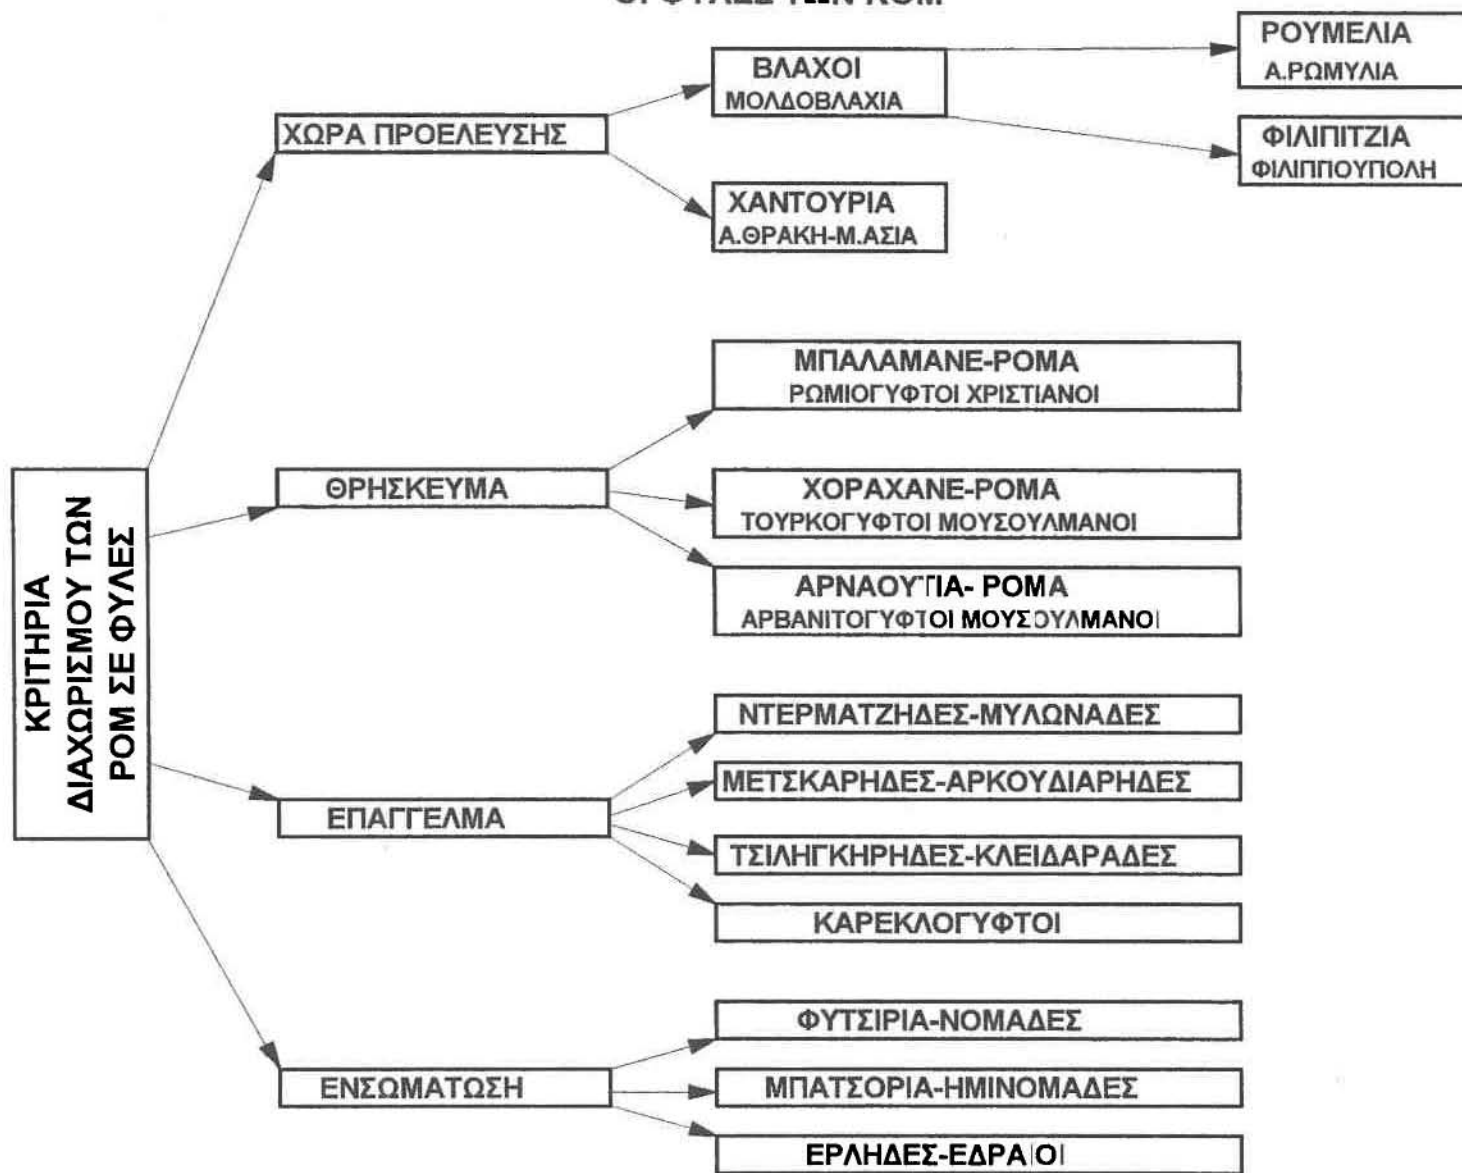 ΤΩΝ ΡΟΜ
ΡΟΥΜΕΛΙΑ
Α.ΡΩΜΥΛΙΑ
ΒΛΑΧΟΙ
ΜΟΛΔΟΒΛΑΧΙΑ
ΧΩΡΑ ΠΡΟΕΛΕΥΣΗΣ
ΦΙΛΙΠΙΤΖΙΑ
ΦΙΛΙΠΠΟΥΠΟΛΗ
ΧΑΝΤΟΥΡΙΑ
Α.ΘΡΑΚΗ-Μ.ΑΣΙΑ
ΜΠΑΛΑΜΑΝΕ-ΡΟΜΑ
ΡΩΜΙΟΓΥΦΤΟΙ ΧΡΙΣΤΙΑΝΟΙ
ΘΡΗΣΚΕΥΜΑ
ΧΟΡΑΧΑΝΕ-ΡΟΜΑ
ΤΟΥΡΚΟΓΥΦΤΟΙ ΜΟΥΣΟΥΛΜΑΝΟΙ
ΚΡΙΤΗΡΙΑ
ΔΙΑΧΩΡΙΣΜΟΥ ΤΩΝ
ΡΟΜ ΣΕ ΦΥΛΕΣ
ΑΡΝΑΟΥΤΙΑ- ΡΟΜΑ
ΑΡΒΑΝΙΤΟΓΥΦΤΟΙ ΜΟΥΣΟΥΛΜΑΝΟΙ
ΝΤΕΡΜΑΤΖΗΔΕΣ-ΜΥΛΩΝΑΔΕΣ
ΜΕΤΣΚΑΡΗΔΕΣ-ΑΡΚΟΥΔΙΑΡΗΔΕΣ
ΕΠΑΓΓΕΛΜΑ
ΤΣΙΛΗΓΚΗΡΗΔΕΣ-ΚΛΕΙΔΑΡΑΔΕΣ
ΚΑΡΕΚΛΟΓΥΦΤΟΙ
ΦΥΤΣΙΡΙΑ-ΝΟΜΑΔΕΣ
ΕΝΣΩΜΑΤΩΣΗ
ΜΠΑΤΣΟΡΙΑ-ΗΜΙΝΟΜΑΔΕΣ
ΕΡΛΗΔΕΣ-ΕΔΡΑΙΟΙ